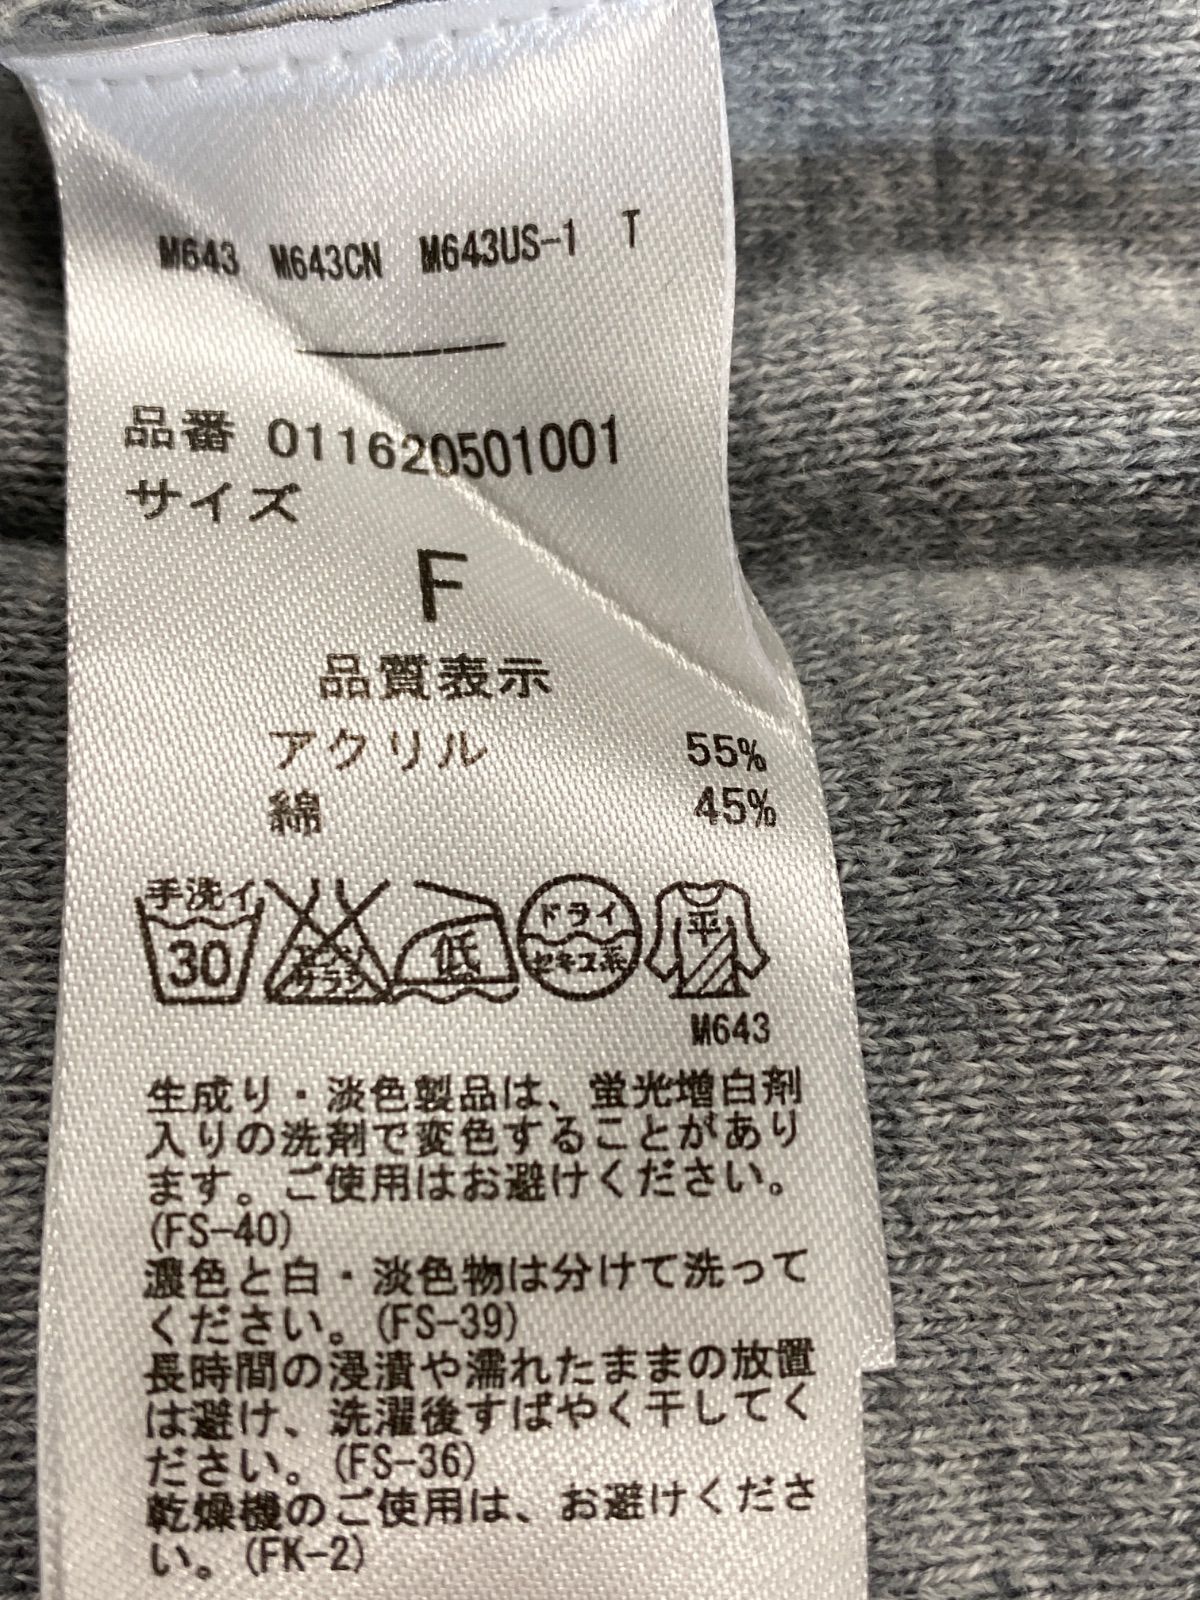 M643 M643CN M643US-1 T
品番 011620501001
サイズ
F
品質表示
アクリル 55%
綿 45%
手洗イ
30
エンソ
サラシ
低
ドライ
セキユ系
平
M643
生成り・淡色製品は、蛍光増白剤
入りの洗剤で変色することがあり
ます。ご使用はお避けください。
(FS-40)
濃色と白・淡色物は分けて洗って
ください。(FS-39)
長時間の浸漬や濡れたままの放置
は避け、洗濯後すばやく干してく
ださい。(FS-36)
乾燥機のご使用は、お避けくださ
い。(FK-2)